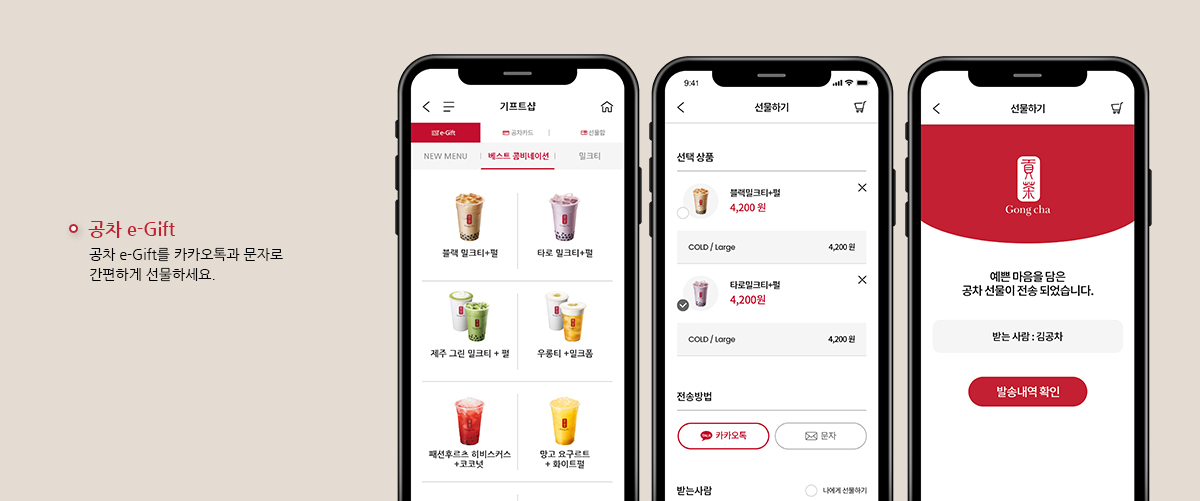 공차 e-Gift
공차 e-Gift를 카카오톡과 문자로
간편하게 선물하세요.
기프트샵
e-Gift
공차카드
선물함
NEW MENU
베스트 콤비네이션
밀크티
블랙 밀크티+펄
타로 밀크티+펄
제주 그린 밀크티 + 펄
우롱티 +밀크폼
패션후르츠 히비스커스
+코코넛
망고 요구르트
+ 화이트펄
9:41
선물하기
선택 상품
블랙밀크티+펄
4,200 원
COLD / Large
4,200 원
타로밀크티+펄
4,200원
COLD / Large
4,200 원
전송방법
카카오톡
문자
받는사람
나에게 선물하기
선물하기
貢茶
Gong cha
예쁜 마음을 담은
공차 선물이 전송 되었습니다.
받는 사람 : 김공차
발송내역 확인